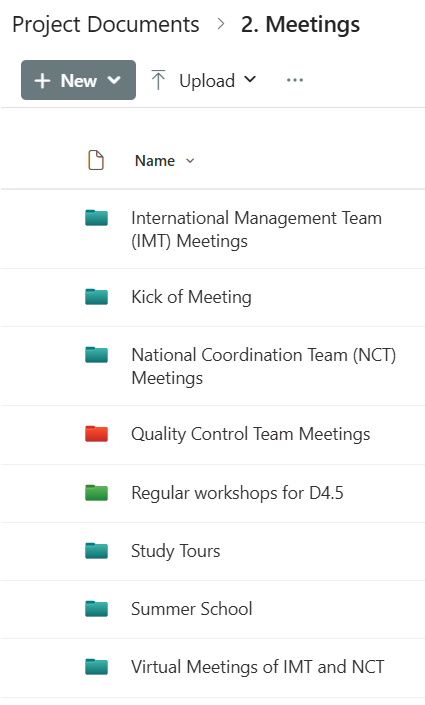 Project Documents > 2. Meetings
+ New Upload ...
Name
International Management Team
(IMT) Meetings
Kick of Meeting
National Coordination Team (NCT)
Meetings
Quality Control Team Meetings
Regular workshops for D4.5
Study Tours
Summer School
Virtual Meetings of IMT and NCT